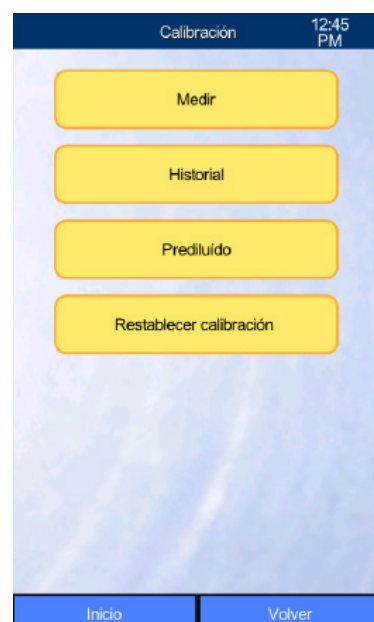 Calibración
12:45
PM
Medir
Historial
Prediluído
Restablecer calibración
Inicio
Volver